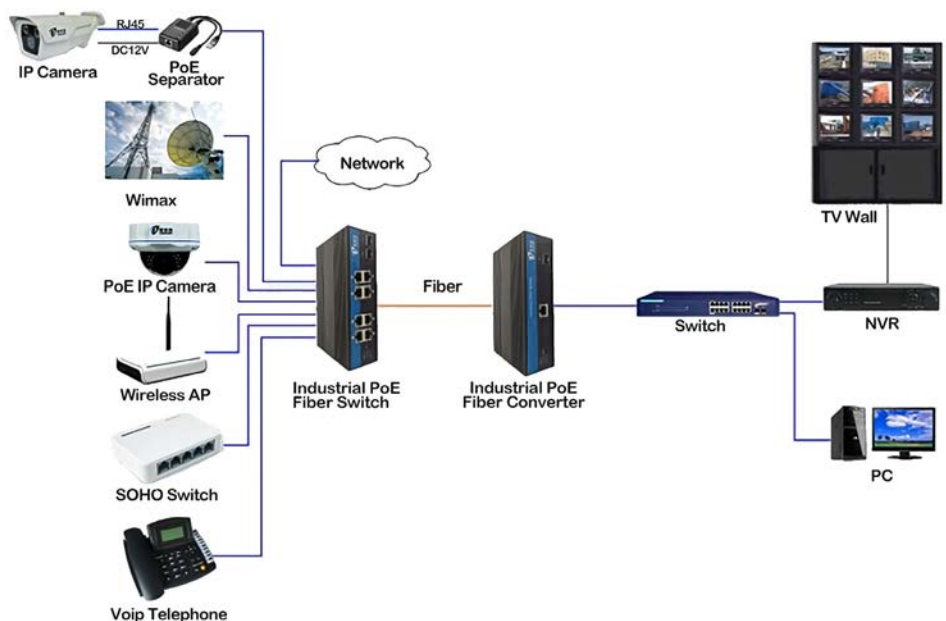 RJ45
DC12V
IP Camera
PoE
Separator
Wimax
Network
PoE IP Camera
Wireless AP
SOHO Switch
Voip Telephone
Industrial PoE
Fiber Switch
Fiber
Industrial PoE
Fiber Converter
Switch
TV Wall
NVR
PC